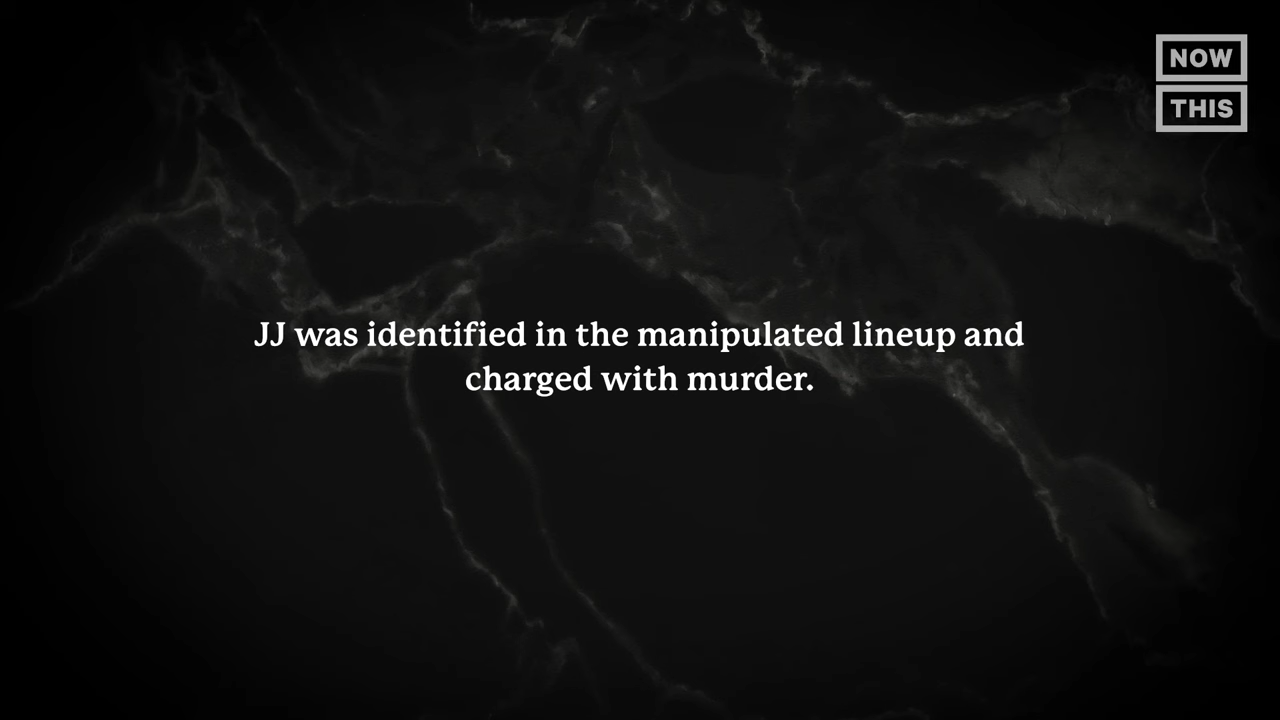 NOW
THIS
JJ was identified in the manipulated lineup and
charged with murder.